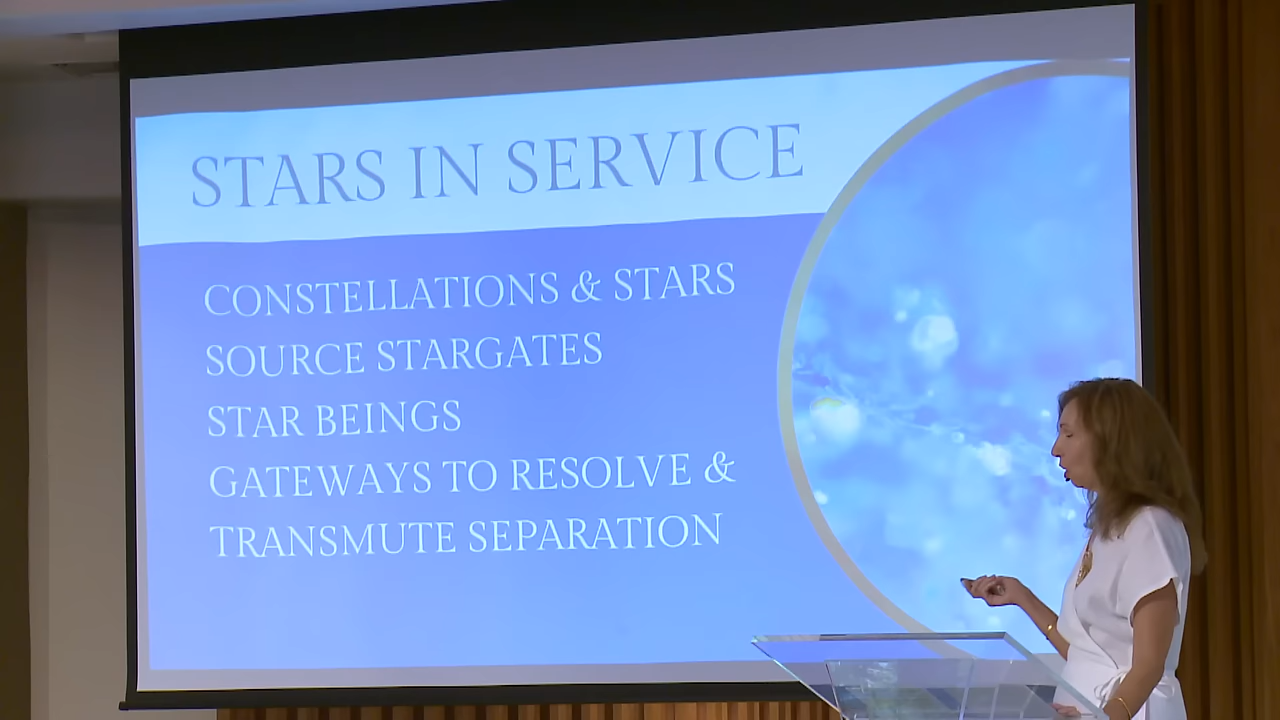 STARS IN SERVICE
CONSTELLATIONS & STARS
SOURCE STARGATES
STAR BEINGS
GATEWAYS TO RESOLVE &
TRANSMUTE SEPARATION